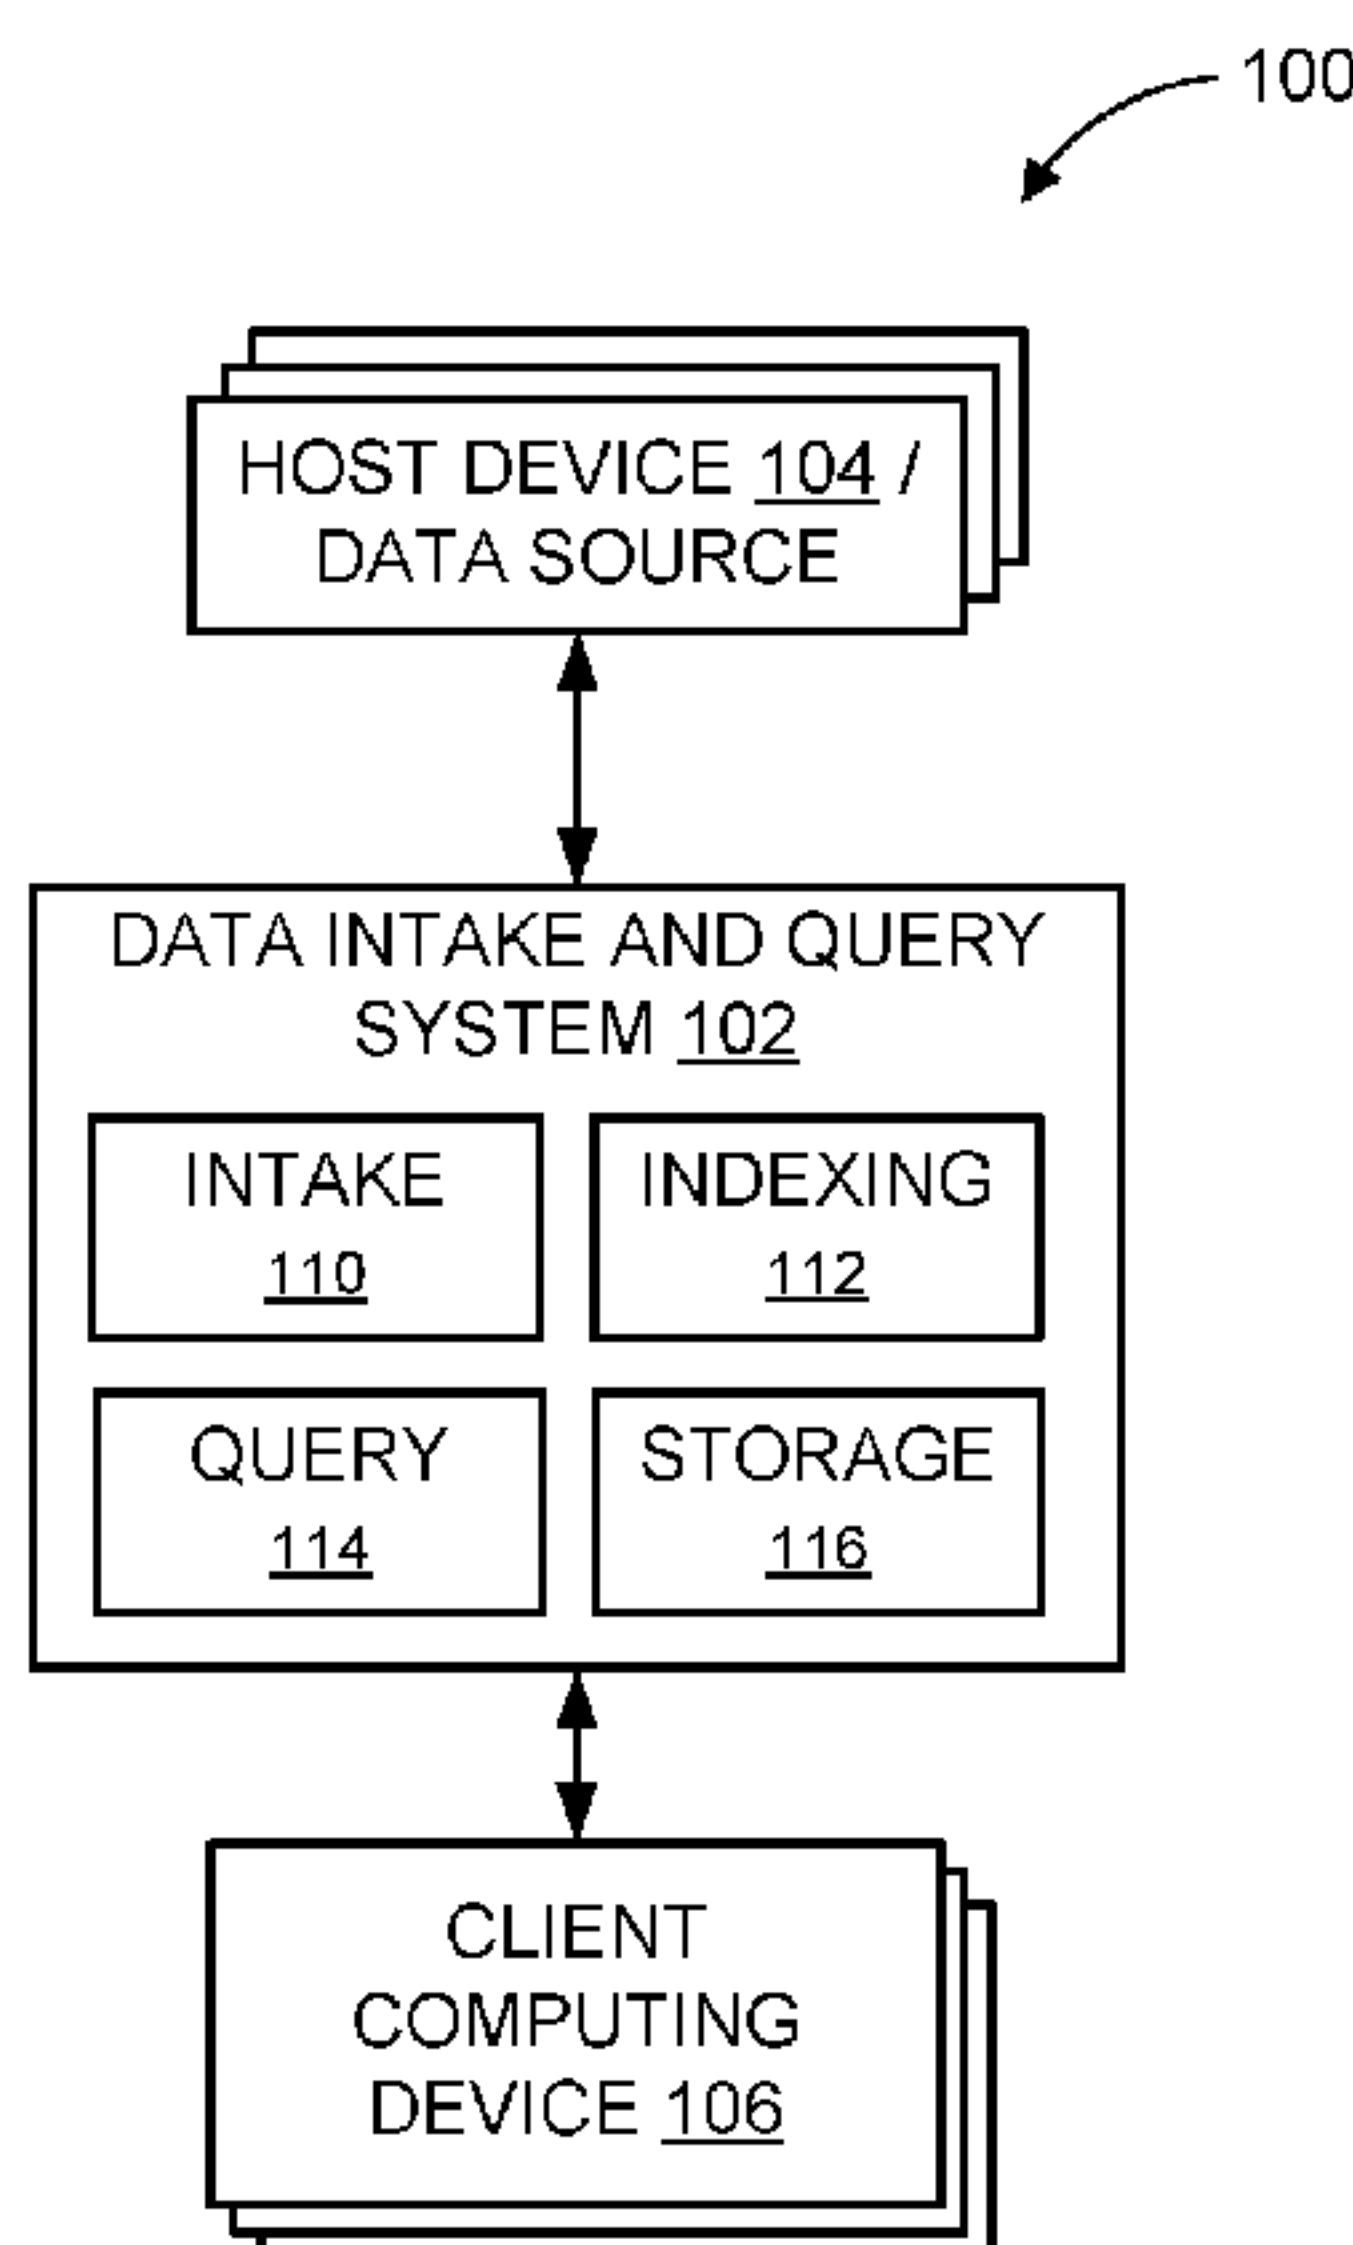 100
HOST DEVICE 104 /
DATA SOURCE
DATA INTAKE AND QUERY
SYSTEM 102
INTAKE
110
INDEXING
112
QUERY
114
STORAGE
116
CLIENT
COMPUTING
DEVICE 106